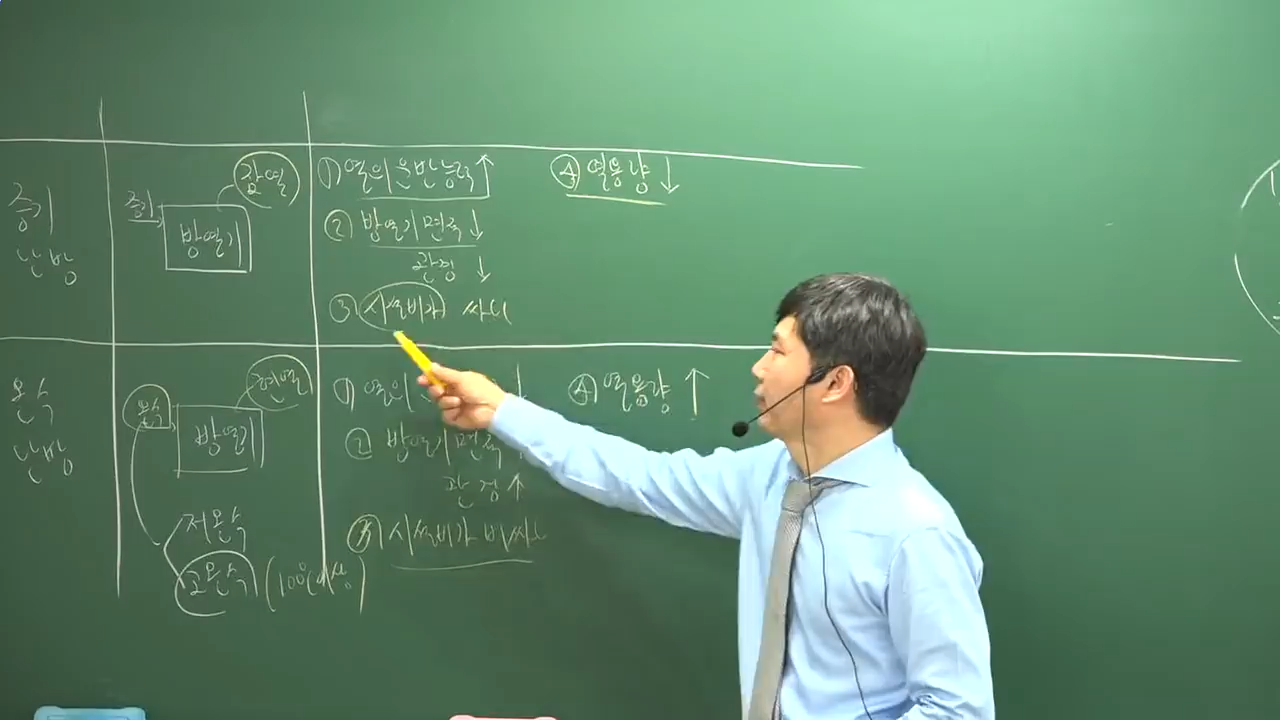 증기
난방
증기
방열기
잠열
① 열의 운반능력 ↑
② 방열기면적 ↓
관경 ↓
③ 시설비가 싸다
④ 열용량 ↓
온수
난방
온수
방열기
현열
저온수
고온수 (100℃이상)
① 열의 ↓
② 방열기면적
관경 ↑
③ 시설비가 비싸다
④ 열용량 ↑